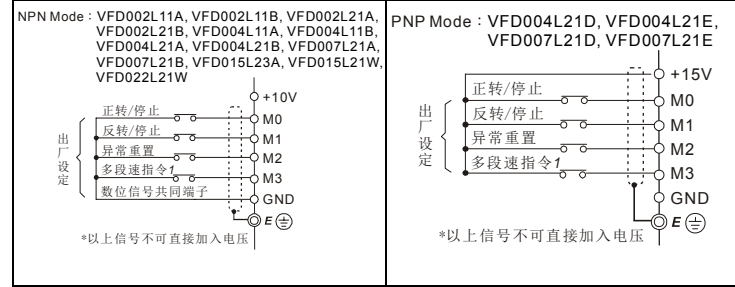 NPN Mode：VFD002L11A, VFD002L11B, VFD002L21A,
VFD002L21B, VFD004L11A, VFD004L11B,
VFD004L21A, VFD004L21B, VFD007L21A,
VFD007L21B, VFD015L23A, VFD015L21W,
VFD022L21W
+10V
正转/停止
M0
反转/停止
M1
异常重置
M2
多段速指令1
M3
数位信号共同端子
GND
E
出厂设定
*以上信号不可直接加入电压
PNP Mode：VFD004L21D, VFD004L21E,
VFD007L21D, VFD007L21E
+15V
正转/停止
M0
反转/停止
M1
异常重置
M2
多段速指令1
M3
GND
E
出厂设定
*以上信号不可直接加入电压